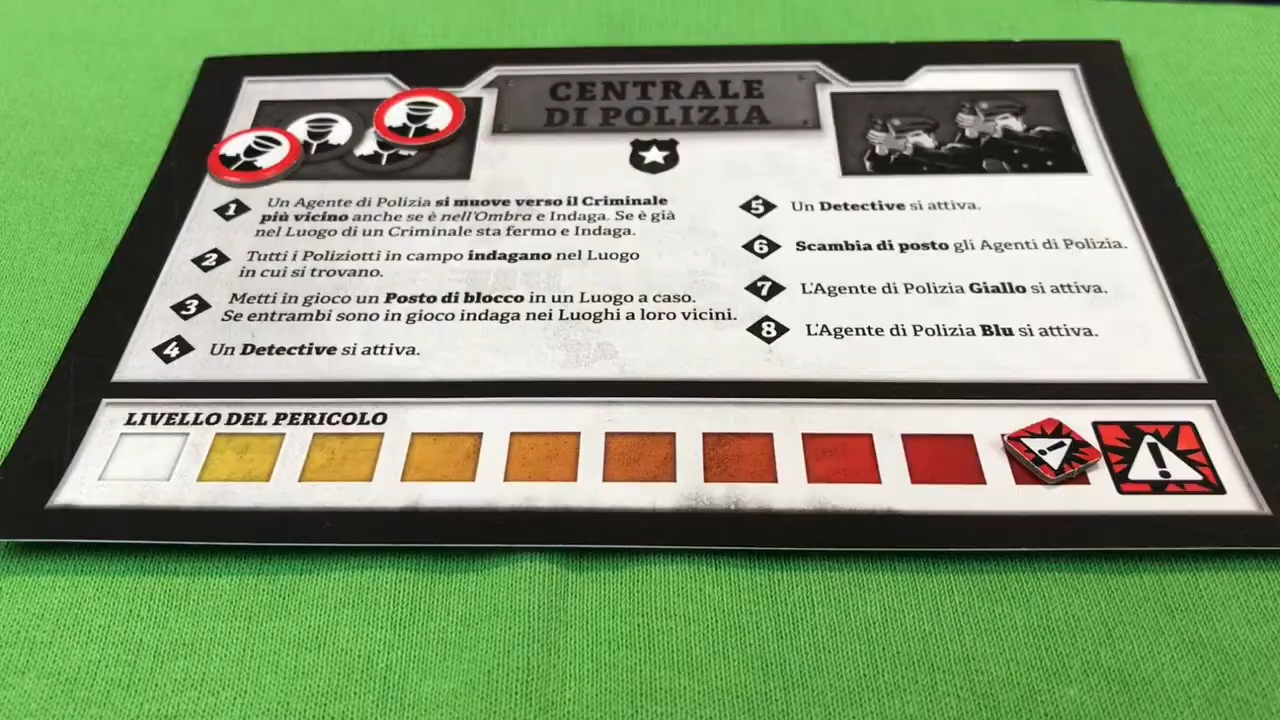 CENTRALE
DI POLIZIA
1 Un Agente di Polizia si muove verso il Criminale
più vicino anche se è nell'Ombra e Indaga. Se è già
nel Luogo di un Criminale sta fermo e Indaga.
2 Tutti i Poliziotti in campo indagano nel Luogo
in cui si trovano.
3 Metti in gioco un Posto di blocco in un Luogo a caso.
Se entrambi sono in gioco indaga nei Luoghi a loro vicini.
4 Un Detective si attiva.
5 Un Detective si attiva.
6 Scambia di posto gli Agenti di Polizia.
7 L'Agente di Polizia Giallo si attiva.
8 L'Agente di Polizia Blu si attiva.
LIVELLO DEL PERICOLO
!
!